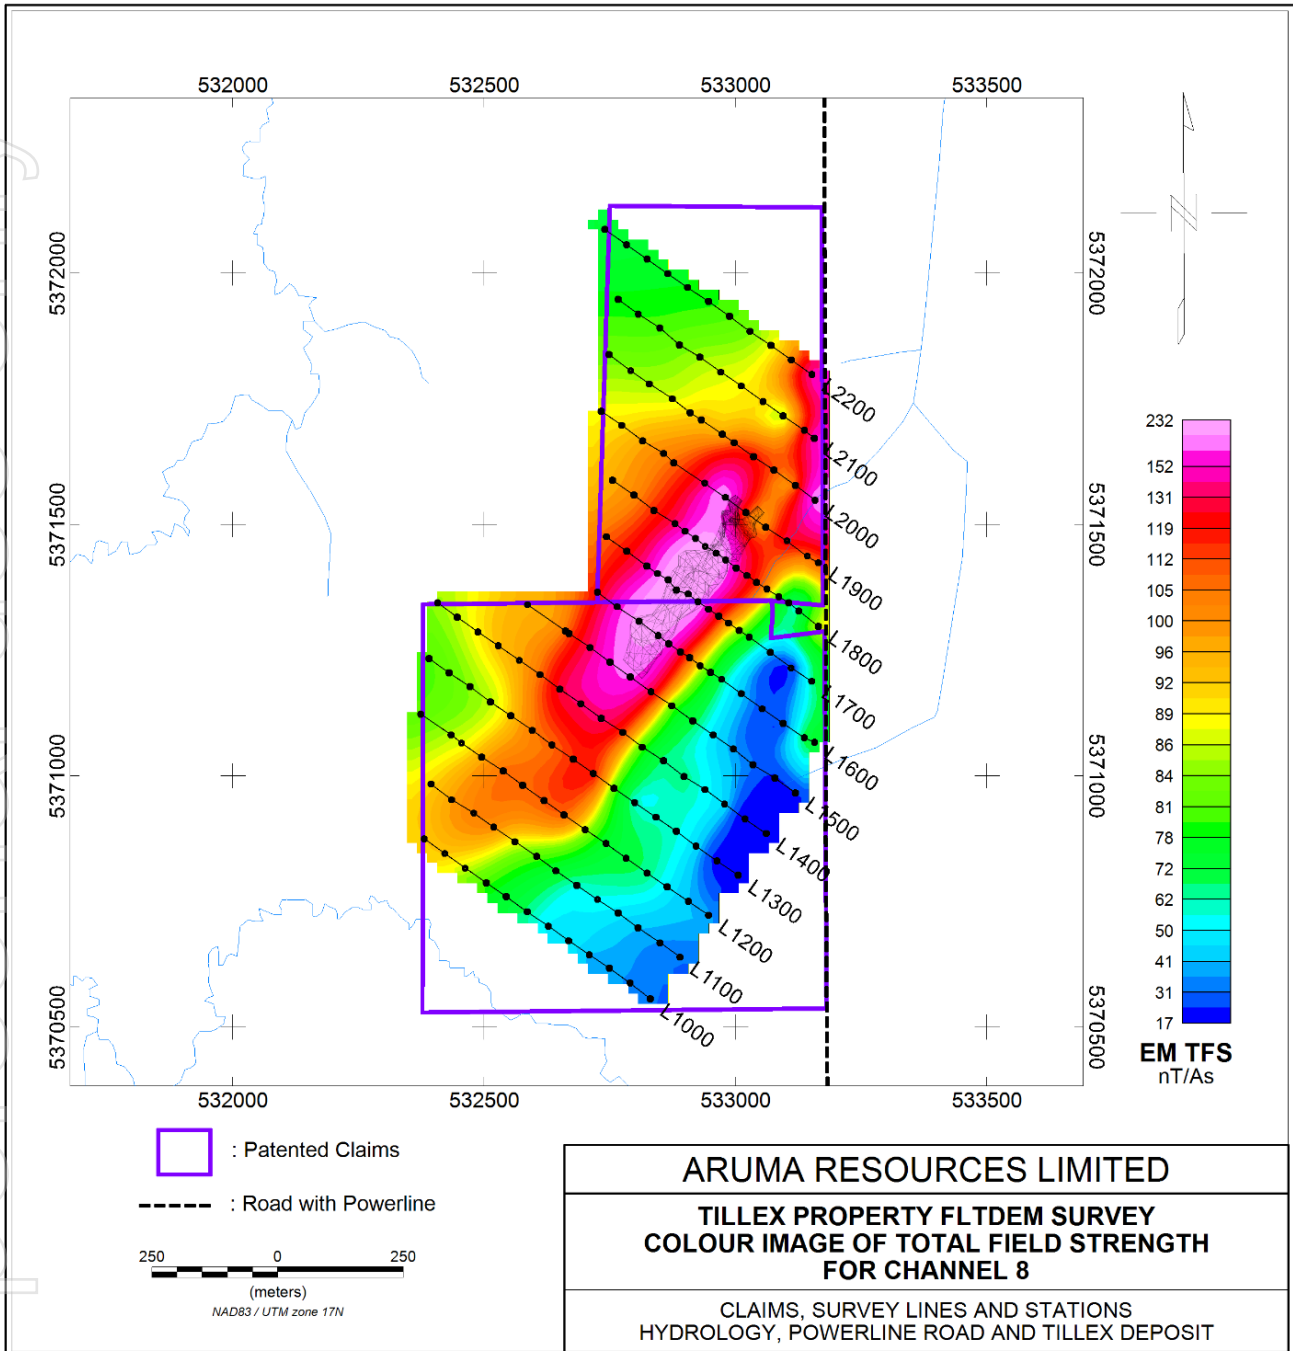 532000 532500 533000 533500
5372000 5372000
5371500 5371500
5371000 5371000
5370500 5370500
L2200
L2100
L2000
L1900
L1800
L1700
L1600
L1500
L1400
L1300
L1200
L1100
L1000
532000 532500 533000 533500
N
232
152
131
119
112
105
100
96
92
89
86
84
81
78
72
62
50
41
31
17
EM TFS
nT/As
: Patented Claims
: Road with Powerline
250 0 250
(meters)
NAD83 / UTM zone 17N
ARUMA RESOURCES LIMITED
TILLEX PROPERTY FLTDEM SURVEY
COLOUR IMAGE OF TOTAL FIELD STRENGTH
FOR CHANNEL 8
CLAIMS, SURVEY LINES AND STATIONS
HYDROLOGY, POWERLINE ROAD AND TILLEX DEPOSIT